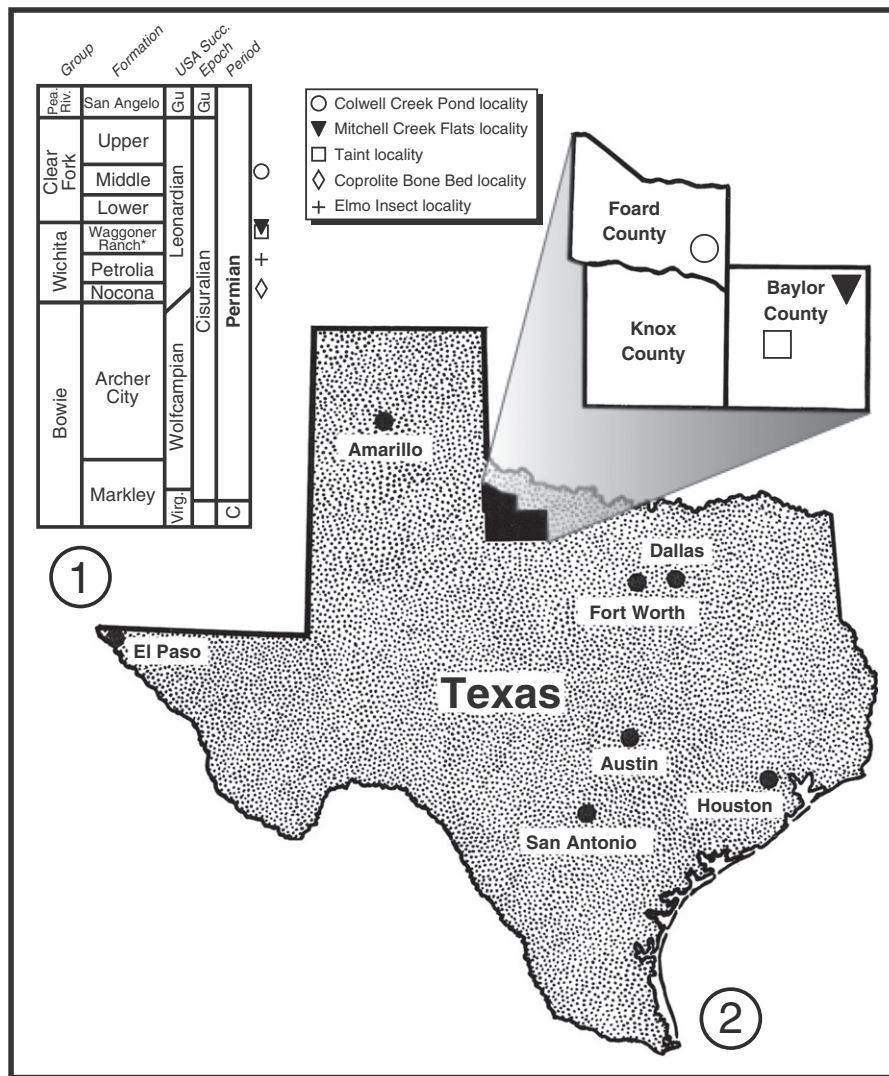 Group
Formation
USA Succ.
Epoch
Period
Pea.
Riv.
San Angelo
Gu
Gu
Clear
Fork
Upper
Middle
Lower
Leonardian
Wichita
Waggoner
Ranch*
Petrolia
Nocona
Cisuralian
Permian
Bowie
Archer
City
Wolfcampian
Markley
Virg.
C
Colwell Creek Pond locality
Mitchell Creek Flats locality
Taint locality
Coprolite Bone Bed locality
Elmo Insect locality
Foard
County
Knox
County
Baylor
County
1
Amarillo
Dallas
Fort Worth
El Paso
Texas
Austin
Houston
San Antonio
2